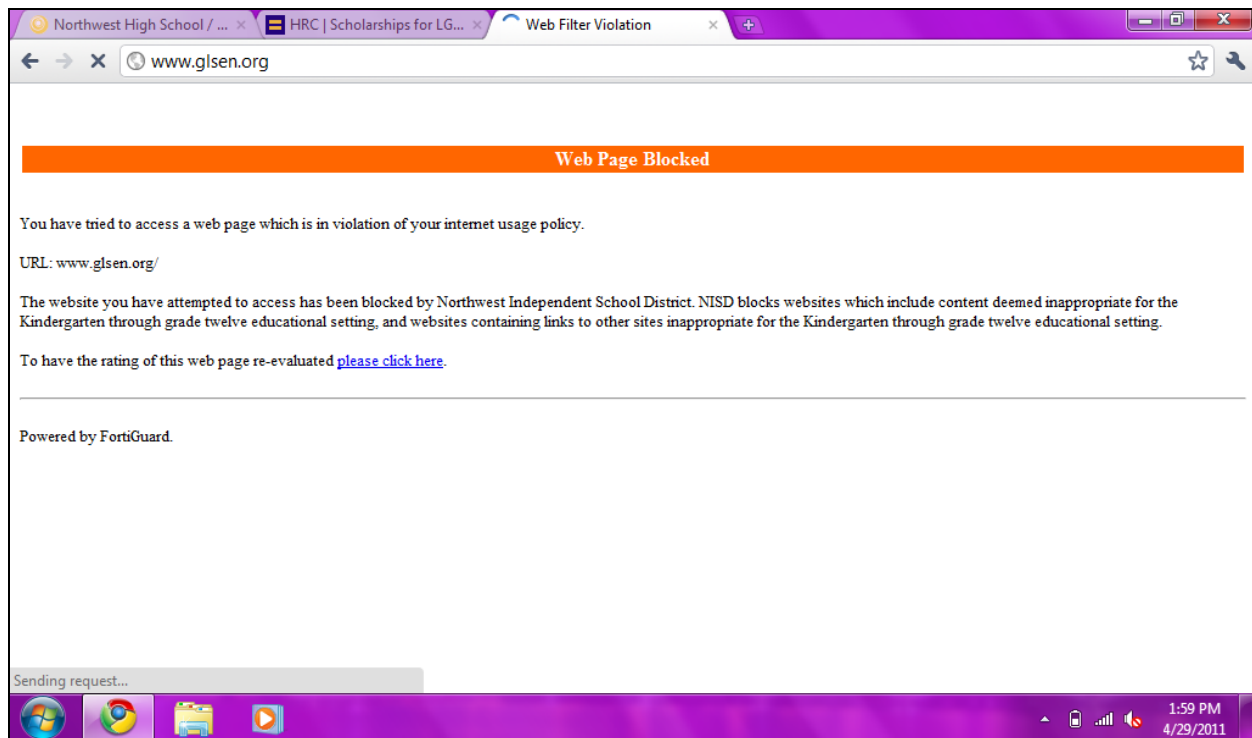 Northwest High School / ... HRC | Scholarships for LG... Web Filter Violation
www.glsen.org
Web Page Blocked
You have tried to access a web page which is in violation of your internet usage policy.
URL: www.glsen.org/
The website you have attempted to access has been blocked by Northwest Independent School District. NISD blocks websites which include content deemed inappropriate for the
Kindergarten through grade twelve educational setting, and websites containing links to other sites inappropriate for the Kindergarten through grade twelve educational setting.
To have the rating of this web page re-evaluated please click here.
Powered by FortiGuard.
Sending request...
1:59 PM
4/29/2011